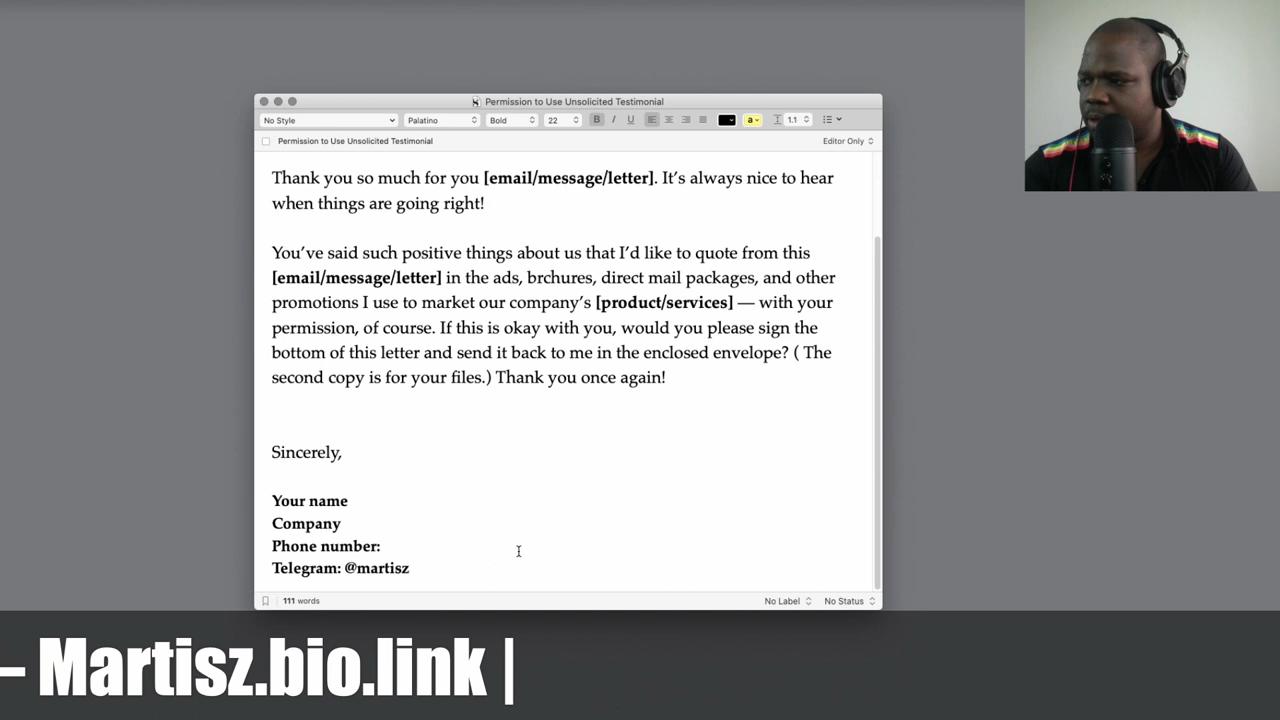 Permission to Use Unsolicited Testimonial
No Style Palatino Bold 22 B I U a 1.1
Permission to Use Unsolicited Testimonial Editor Only
Thank you so much for you [email/message/letter]. It’s always nice to hear
when things are going right!
You’ve said such positive things about us that I’d like to quote from this
[email/message/letter] in the ads, brchures, direct mail packages, and other
promotions I use to market our company’s [product/services] — with your
permission, of course. If this is okay with you, would you please sign the
bottom of this letter and send it back to me in the enclosed envelope? ( The
second copy is for your files.) Thank you once again!
Sincerely,
Your name
Company
Phone number:
Telegram: @martisz
111 words No Label No Status
– Martisz.bio.link |